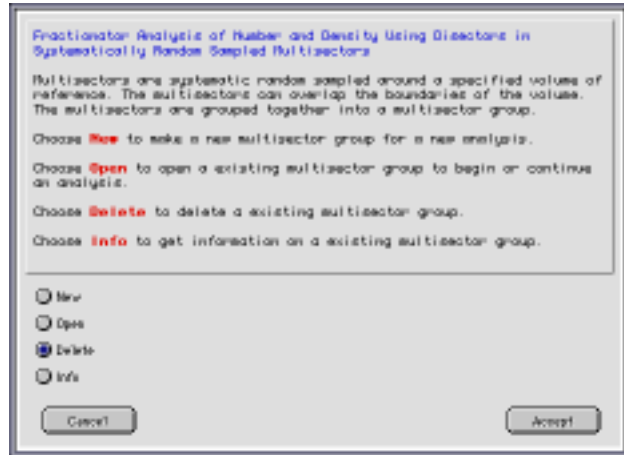 Fractionator Analysis of Number and Density Using Disectors in
Systematically Random Sampled Multisectors
Multisectors are systematic random sampled around a specified volume of
reference. The multisectors can overlap the boundaries of the volume.
The multisectors are grouped together into a multisector group.
Choose New to make a new multisector group for a new analysis.
Choose Open to open a existing multisector group to begin or continue
an analysis.
Choose Delete to delete a existing multisector group.
Choose Info to get information on a existing multisector group.
New
Open
Delete
Info
Cancel Accept